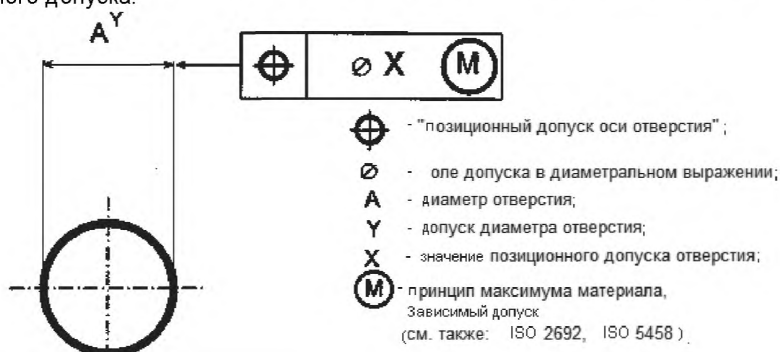 ного допуска.
A Y
⌖ ⌀ X Ⓜ
⌖ - "позиционный допуск оси отверстия" ;
⌀ - оле допуска в диаметральном выражении;
A - диаметр отверстия;
Y - допуск диаметра отверстия;
X - значение позиционного допуска отверстия;
Ⓜ - принцип максимума материала,
Зависимый допуск
(см. также: ISO 2692, ISO 5458)